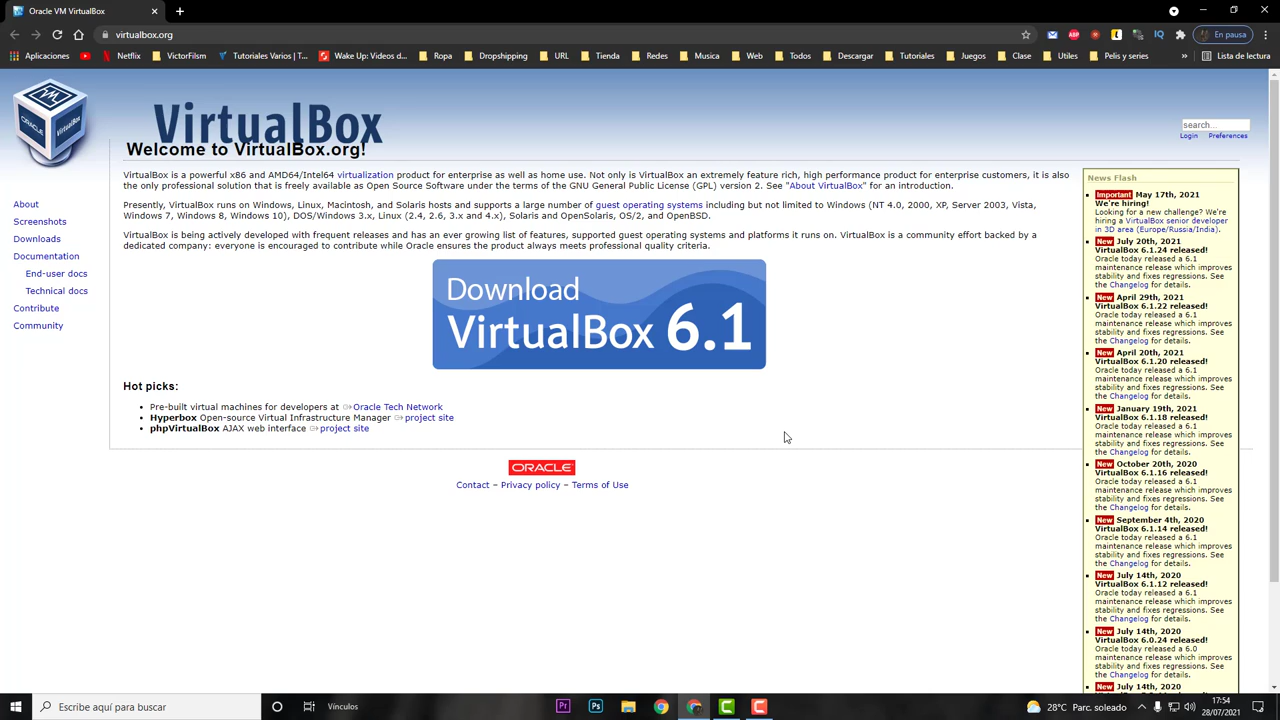 Oracle VM VirtualBox
virtualbox.org
En pausa
Aplicaciones
Netflix
VictorFilsm
Tutoriales Varios | T...
Wake Up: Videos d...
Ropa
Dropshipping
URL
Tienda
Redes
Musica
Web
Todos
Descargar
Tutoriales
Juegos
Clase
Utiles
Pelis y series
»
Lista de lectura
VM
ORACLE
VirtualBox
VirtualBox
search...
Login Preferences
Welcome to VirtualBox.org!
VirtualBox is a powerful x86 and AMD64/Intel64 virtualization product for enterprise as well as home use. Not only is VirtualBox an extremely feature rich, high performance product for enterprise customers, it is also
the only professional solution that is freely available as Open Source Software under the terms of the GNU General Public License (GPL) version 2. See "About VirtualBox" for an introduction.
Presently, VirtualBox runs on Windows, Linux, Macintosh, and Solaris hosts and supports a large number of guest operating systems including but not limited to Windows (NT 4.0, 2000, XP, Server 2003, Vista,
Windows 7, Windows 8, Windows 10), DOS/Windows 3.x, Linux (2.4, 2.6, 3.x and 4.x), Solaris and OpenSolaris, OS/2, and OpenBSD.
VirtualBox is being actively developed with frequent releases and has an ever growing list of features, supported guest operating systems and platforms it runs on. VirtualBox is a community effort backed by a
dedicated company: everyone is encouraged to contribute while Oracle ensures the product always meets professional quality criteria.
About
Screenshots
Downloads
Documentation
End-user docs
Technical docs
Contribute
Community
Download
VirtualBox 6.1
Hot picks:
Pre-built virtual machines for developers at Oracle Tech Network
Hyperbox Open-source Virtual Infrastructure Manager project site
phpVirtualBox AJAX web interface project site
ORACLE
Contact – Privacy policy – Terms of Use
News Flash
Important May 17th, 2021
We're hiring!
Looking for a new challenge? We're
hiring a VirtualBox senior developer
in 3D area (Europe/Russia/India).
New July 20th, 2021
VirtualBox 6.1.24 released!
Oracle today released a 6.1
maintenance release which improves
stability and fixes regressions. See
the Changelog for details.
New April 29th, 2021
VirtualBox 6.1.22 released!
Oracle today released a 6.1
maintenance release which improves
stability and fixes regressions. See
the Changelog for details.
New April 20th, 2021
VirtualBox 6.1.20 released!
Oracle today released a 6.1
maintenance release which improves
stability and fixes regressions. See
the Changelog for details.
New January 19th, 2021
VirtualBox 6.1.18 released!
Oracle today released a 6.1
maintenance release which improves
stability and fixes regressions. See
the Changelog for details.
New October 20th, 2020
VirtualBox 6.1.16 released!
Oracle today released a 6.1
maintenance release which improves
stability and fixes regressions. See
the Changelog for details.
New September 4th, 2020
VirtualBox 6.1.14 released!
Oracle today released a 6.1
maintenance release which improves
stability and fixes regressions. See
the Changelog for details.
New July 14th, 2020
VirtualBox 6.1.12 released!
Oracle today released a 6.1
maintenance release which improves
stability and fixes regressions. See
the Changelog for details.
New July 14th, 2020
VirtualBox 6.0.24 released!
Oracle today released a 6.0
maintenance release which improves
stability and fixes regressions. See
the Changelog for details.
New July 14th, 2020
Escribe aquí para buscar
Vínculos
Pr
Ps
28°C Parc. soleado
17:54
28/07/2021